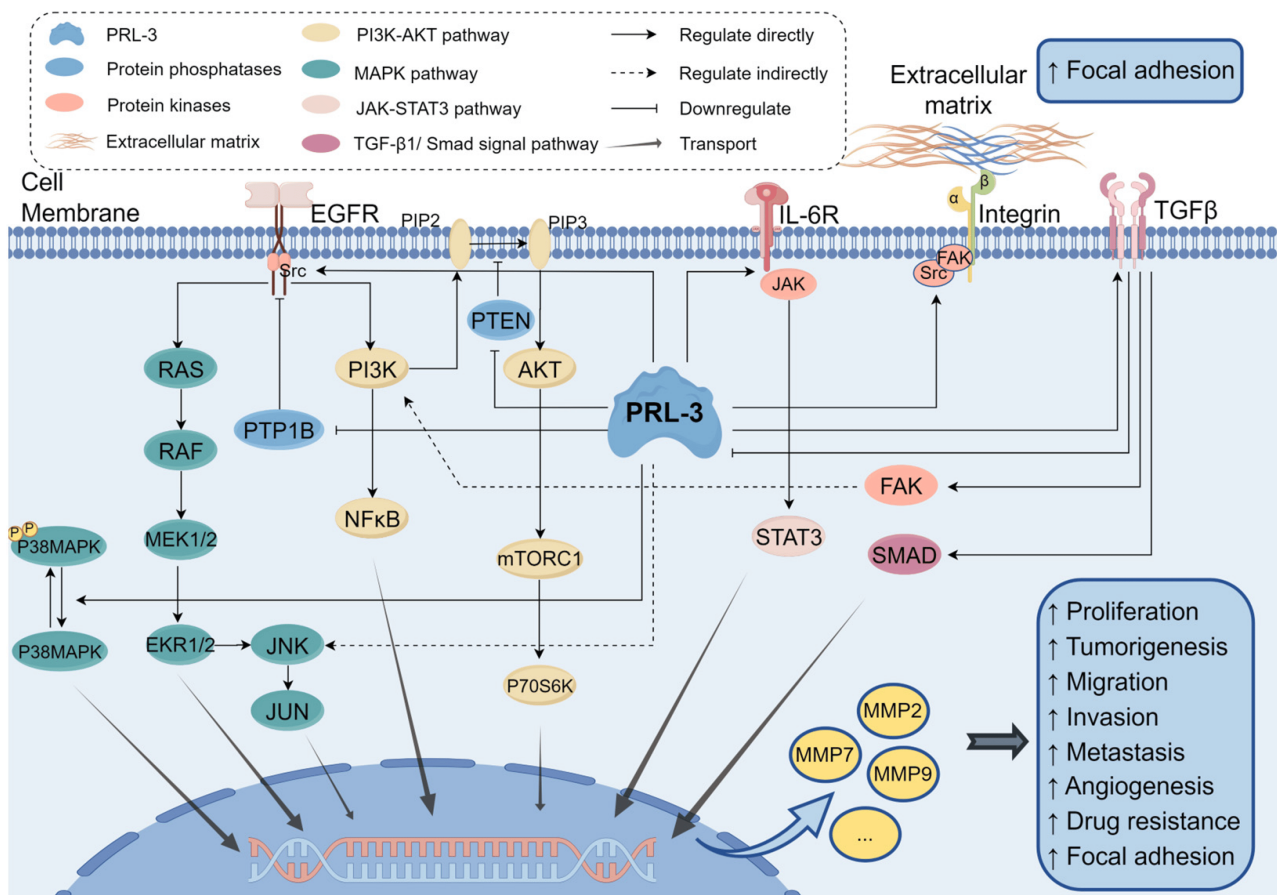 PRL-3
Protein phosphatases
Protein kinases
Extracellular matrix
PI3K-AKT pathway
MAPK pathway
JAK-STAT3 pathway
TGF-β1/ Smad signal pathway
Regulate directly
Regulate indirectly
Downregulate
Transport
Extracellular
matrix
↑ Focal adhesion
Cell
Membrane
EGFR
PIP2
PIP3
IL-6R
α
β
Integrin
TGFβ
Src
JAK
FAK
Src
PTEN
RAS
PI3K
AKT
PRL-3
PTP1B
RAF
FAK
NFκB
P
P
P38MAPK
MEK1/2
mTORC1
STAT3
SMAD
P38MAPK
EKR1/2
JNK
P70S6K
JUN
MMP2
MMP7
MMP9
...
↑ Proliferation
↑ Tumorigenesis
↑ Migration
↑ Invasion
↑ Metastasis
↑ Angiogenesis
↑ Drug resistance
↑ Focal adhesion